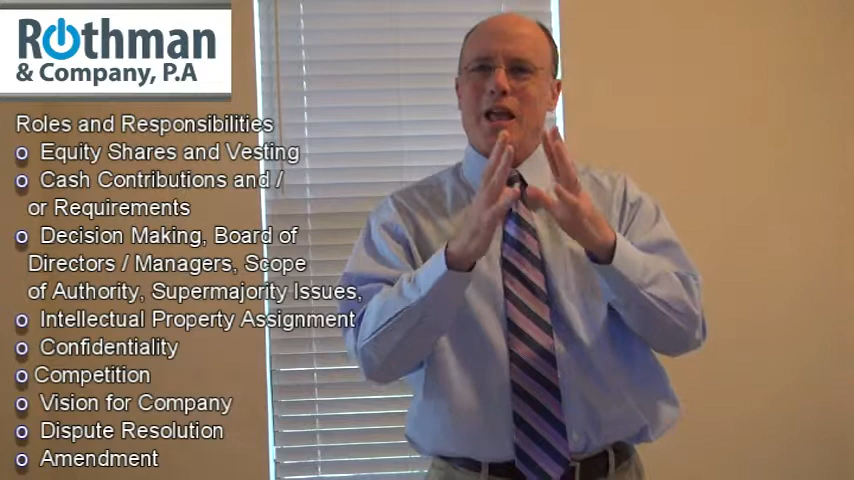 Rothman
& Company, P.A
Roles and Responsibilities
o Equity Shares and Vesting
o Cash Contributions and /
or Requirements
o Decision Making, Board of
Directors / Managers, Scope
of Authority, Supermajority Issues,
o Intellectual Property Assignment
o Confidentiality
o Competition
o Vision for Company
o Dispute Resolution
o Amendment